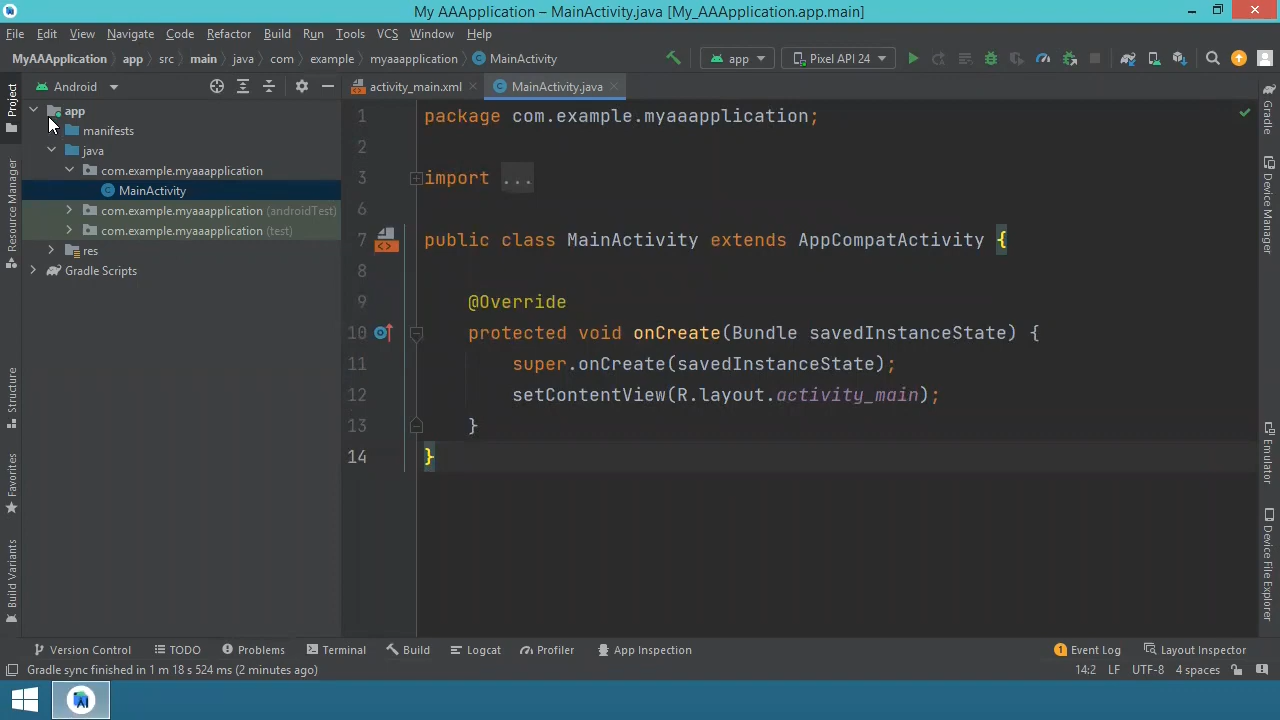 My AAApplication – MainActivity.java [My_AAApplication.app.main]
File Edit View Navigate Code Refactor Build Run Tools VCS Window Help
MyAAApplication app src main java com example myaaapplication MainActivity
app Pixel API 24
Project
Android
activity_main.xml MainActivity.java
app
manifests
java
com.example.myaaapplication
MainActivity
com.example.myaaapplication (androidTest)
com.example.myaaapplication (test)
res
Gradle Scripts
Resource Manager
Structure
Favorites
Build Variants
1 package com.example.myaaapplication;
2
3 import ...
6
7 public class MainActivity extends AppCompatActivity {
8
9 @Override
10 protected void onCreate(Bundle savedInstanceState) {
11 super.onCreate(savedInstanceState);
12 setContentView(R.layout.activity_main);
13 }
14 }
Gradle
Device Manager
Emulator
Device File Explorer
Version Control TODO Problems Terminal Build Logcat Profiler App Inspection 1 Event Log Layout Inspector
Gradle sync finished in 1 m 18 s 524 ms (2 minutes ago) 14:2 LF UTF-8 4 spaces